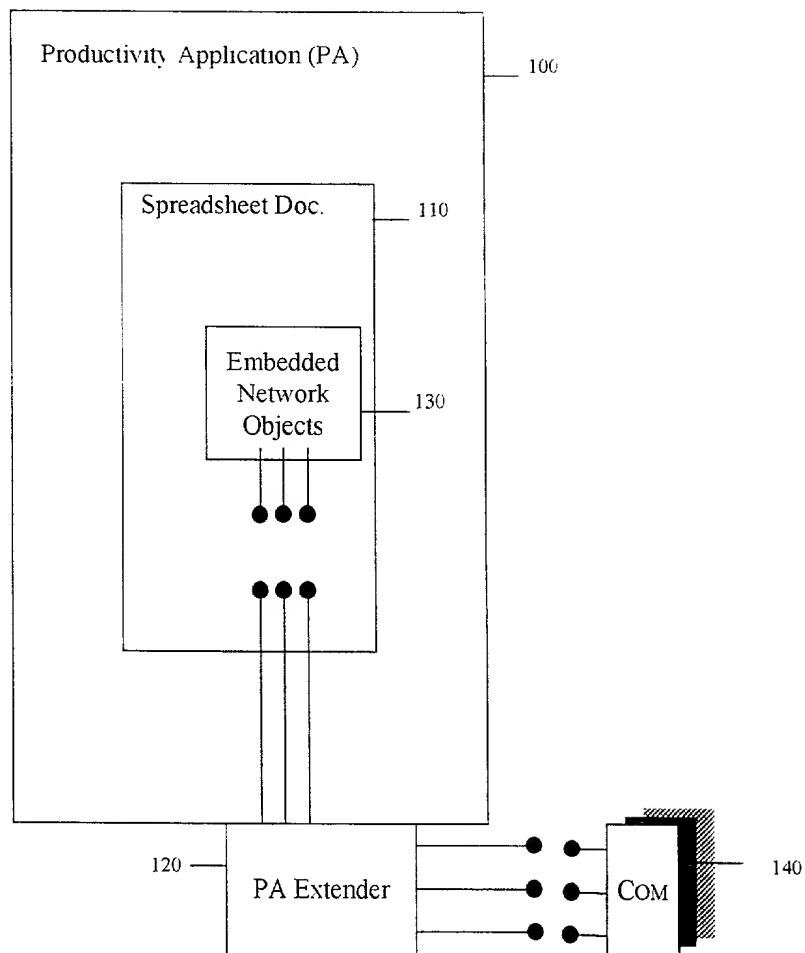 Productivity Application (PA)
100
Spreadsheet Doc.
110
Embedded
Network
Objects
130
120
PA Extender
COM
140